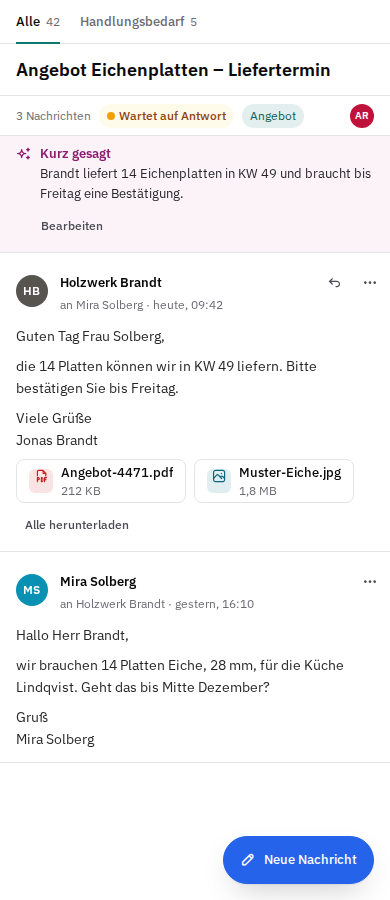 Alle 42 Handlungsbedarf 5
Angebot Eichenplatten – Liefertermin
3 Nachrichten Wartet auf Antwort Angebot AR
Kurz gesagt
Brandt liefert 14 Eichenplatten in KW 49 und braucht bis
Freitag eine Bestätigung.
Bearbeiten
HB Holzwerk Brandt
an Mira Solberg · heute, 09:42
Guten Tag Frau Solberg,
die 14 Platten können wir in KW 49 liefern. Bitte
bestätigen Sie bis Freitag.
Viele Grüße
Jonas Brandt
PDF Angebot-4471.pdf Muster-Eiche.jpg
212 KB 1,8 MB
Alle herunterladen
MS Mira Solberg
an Holzwerk Brandt · gestern, 16:10
Hallo Herr Brandt,
wir brauchen 14 Platten Eiche, 28 mm, für die Küche
Lindqvist. Geht das bis Mitte Dezember?
Gruß
Mira Solberg
Neue Nachricht